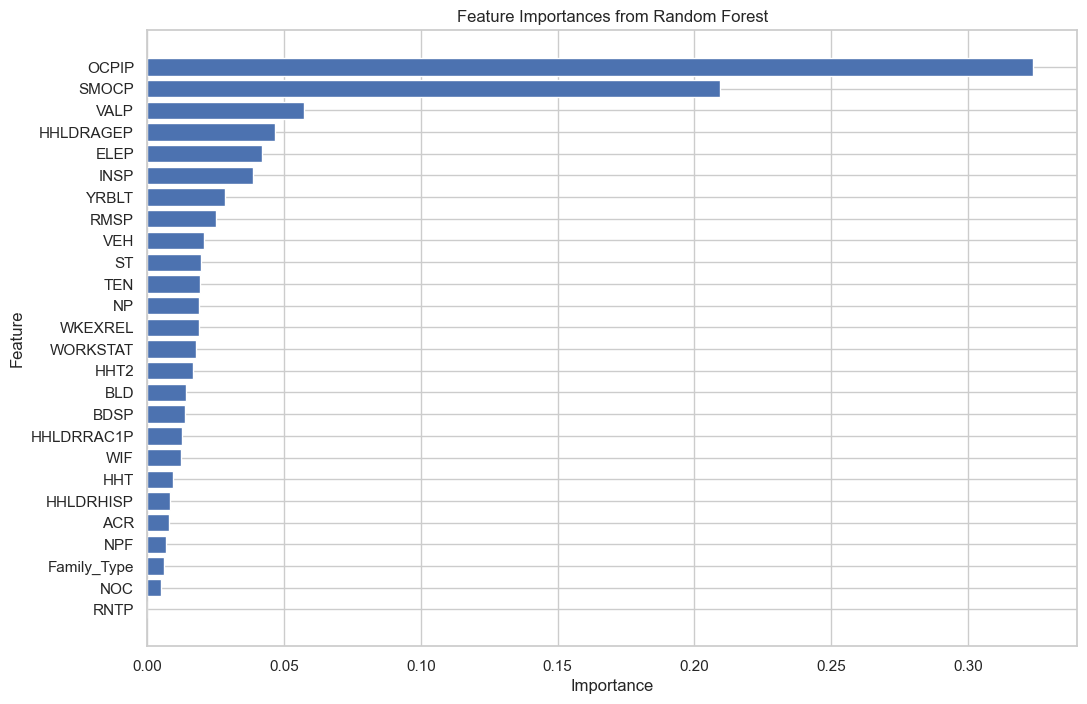 Feature Importances from Random Forest
OCPIP
SMOCP
VALP
HHLDRAGEP
ELEP
INSP
YRBLT
RMSP
VEH
ST
TEN
NP
WKEXREL
WORKSTAT
HHT2
BLD
BDSP
HHLDRRAC1P
WIF
HHT
HHLDRHISP
ACR
NPF
Family_Type
NOC
RNTP
Feature
0.00 0.05 0.10 0.15 0.20 0.25 0.30
Importance